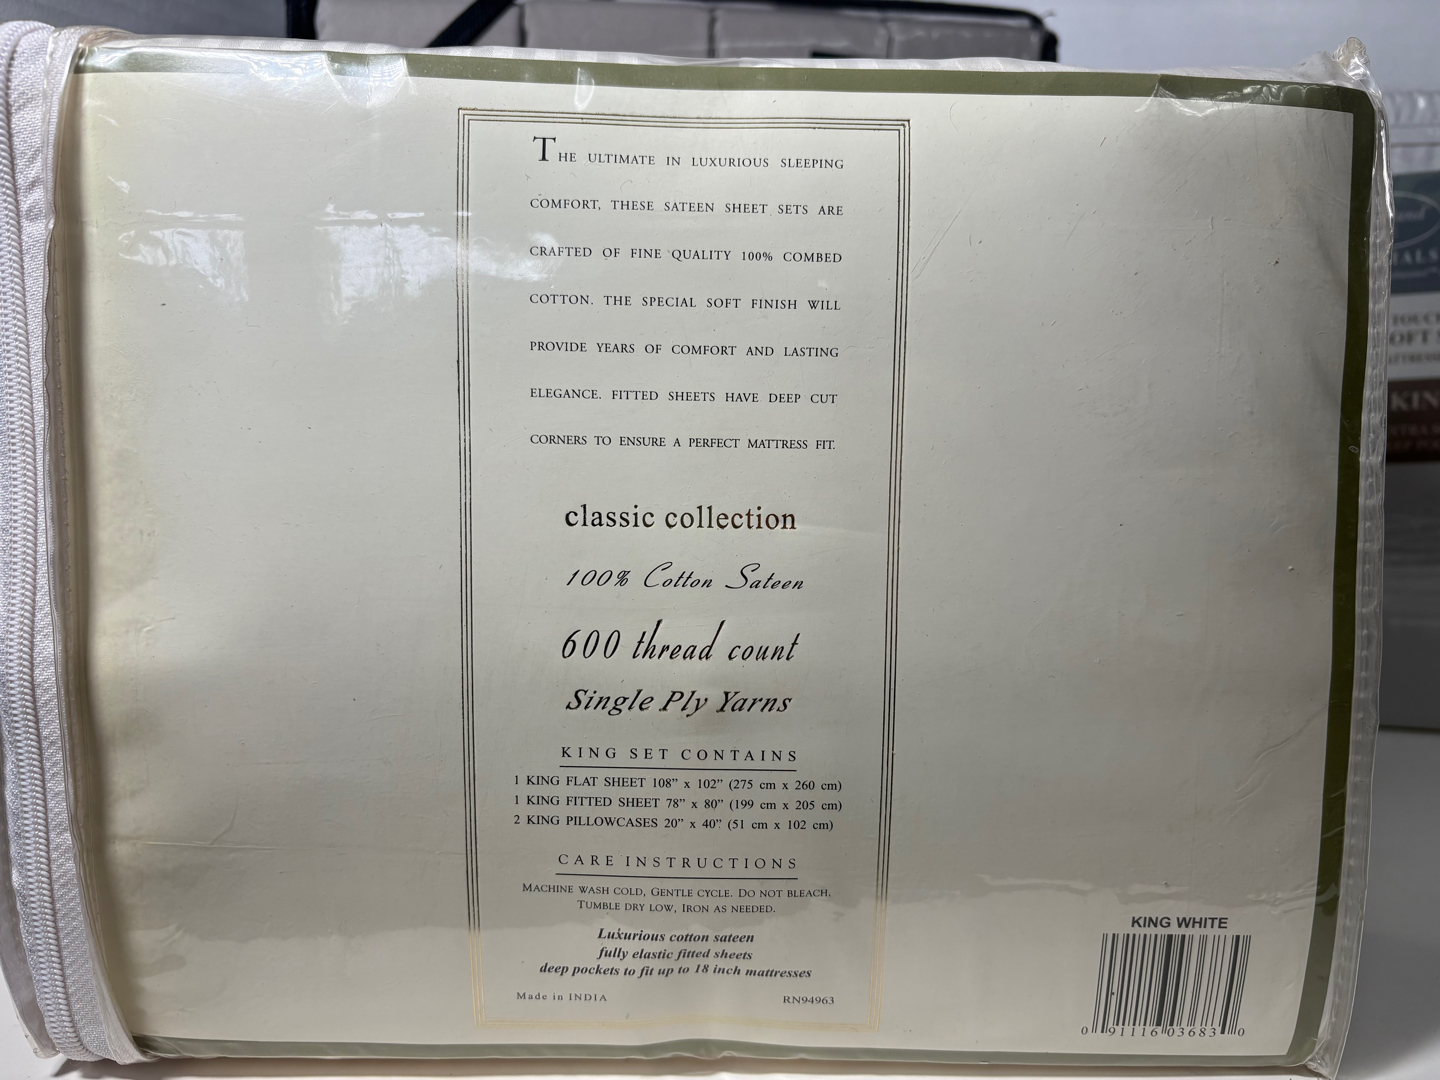 THE ULTIMATE IN LUXURIOUS SLEEPING
COMFORT, THESE SATEEN SHEET SETS ARE
CRAFTED OF FINE QUALITY 100% COMBED
COTTON. THE SPECIAL SOFT FINISH WILL
PROVIDE YEARS OF COMFORT AND LASTING
ELEGANCE. FITTED SHEETS HAVE DEEP CUT
CORNERS TO ENSURE A PERFECT MATTRESS FIT.
classic collection
100% Cotton Sateen
600 thread count
Single Ply Yarns
KING SET CONTAINS
1 KING FLAT SHEET 108” x 102” (275 cm x 260 cm)
1 KING FITTED SHEET 78” x 80” (199 cm x 205 cm)
2 KING PILLOWCASES 20” x 40” (51 cm x 102 cm)
CARE INSTRUCTIONS
MACHINE WASH COLD, GENTLE CYCLE. DO NOT BLEACH.
TUMBLE DRY LOW, IRON AS NEEDED.
Luxurious cotton sateen
fully elastic fitted sheets
deep pockets to fit up to 18 inch mattresses
Made in INDIA RN94963
KING WHITE
0 91116 03683 0